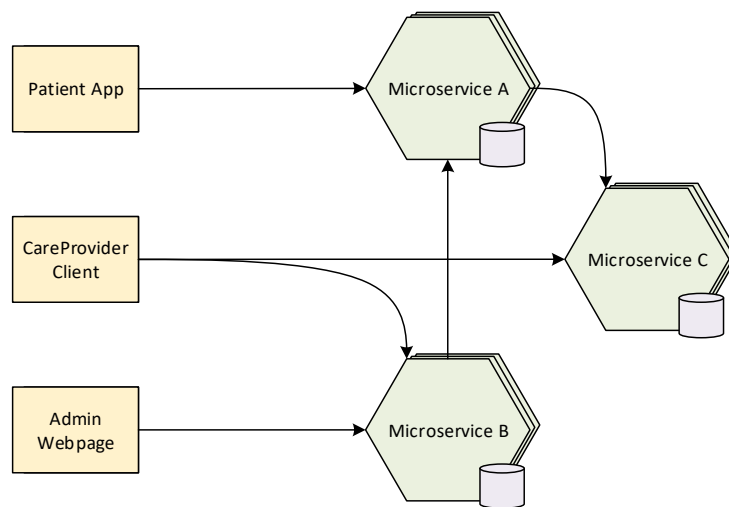 Patient App
Microservice A
CareProvider
Client
Microservice C
Admin
Webpage
Microservice B